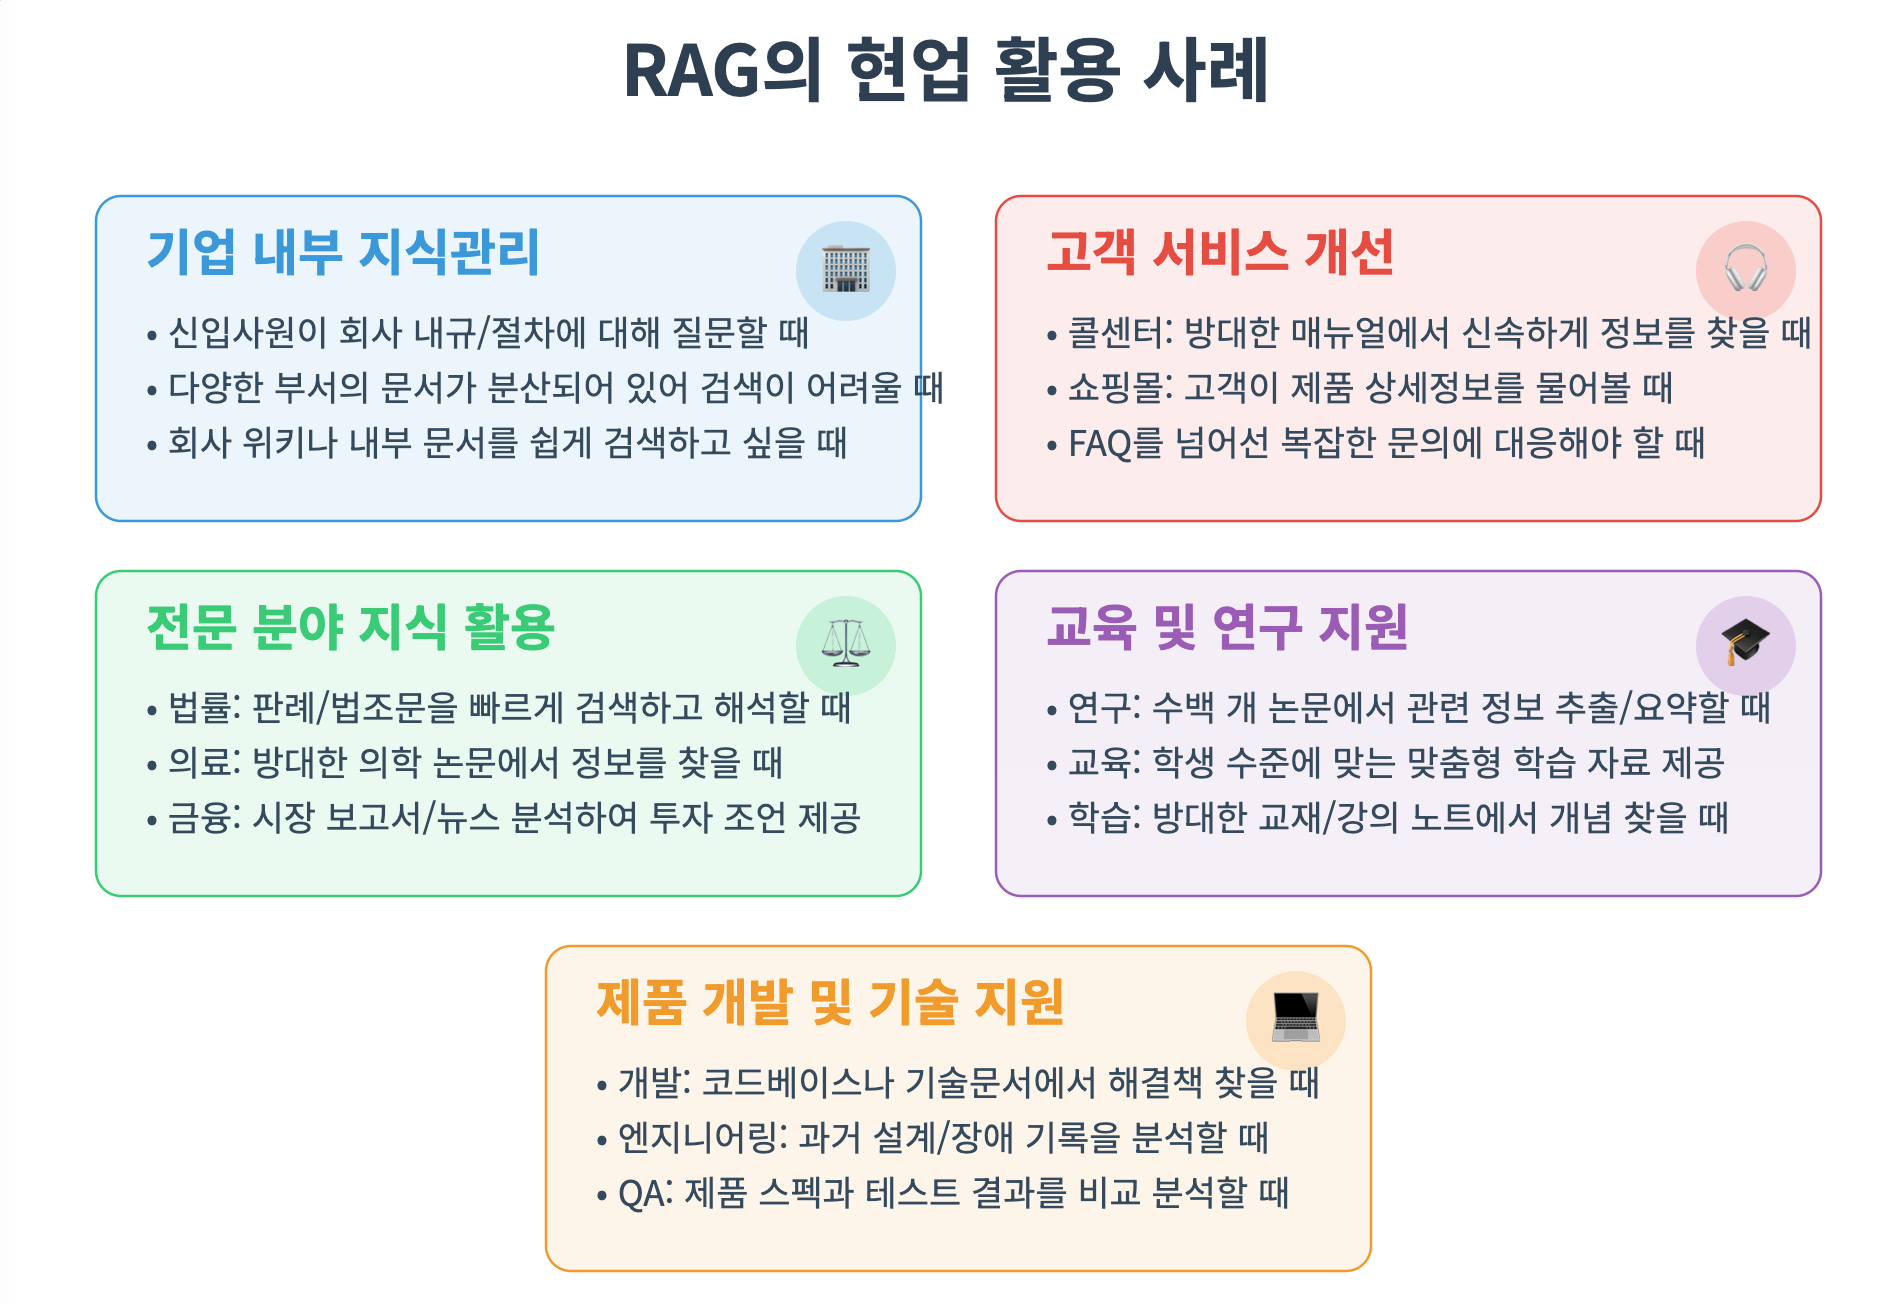 RAG의 현업 활용 사례
기업 내부 지식관리
• 신입사원이 회사 내규/절차에 대해 질문할 때
• 다양한 부서의 문서가 분산되어 있어 검색이 어려울 때
• 회사 위키나 내부 문서를 쉽게 검색하고 싶을 때
고객 서비스 개선
• 콜센터: 방대한 매뉴얼에서 신속하게 정보를 찾을 때
• 쇼핑몰: 고객이 제품 상세정보를 물어볼 때
• FAQ를 넘어선 복잡한 문의에 대응해야 할 때
전문 분야 지식 활용
• 법률: 판례/법조문을 빠르게 검색하고 해석할 때
• 의료: 방대한 의학 논문에서 정보를 찾을 때
• 금융: 시장 보고서/뉴스 분석하여 투자 조언 제공
교육 및 연구 지원
• 연구: 수백 개 논문에서 관련 정보 추출/요약할 때
• 교육: 학생 수준에 맞는 맞춤형 학습 자료 제공
• 학습: 방대한 교재/강의 노트에서 개념 찾을 때
제품 개발 및 기술 지원
• 개발: 코드베이스나 기술문서에서 해결책 찾을 때
• 엔지니어링: 과거 설계/장애 기록을 분석할 때
• QA: 제품 스펙과 테스트 결과를 비교 분석할 때